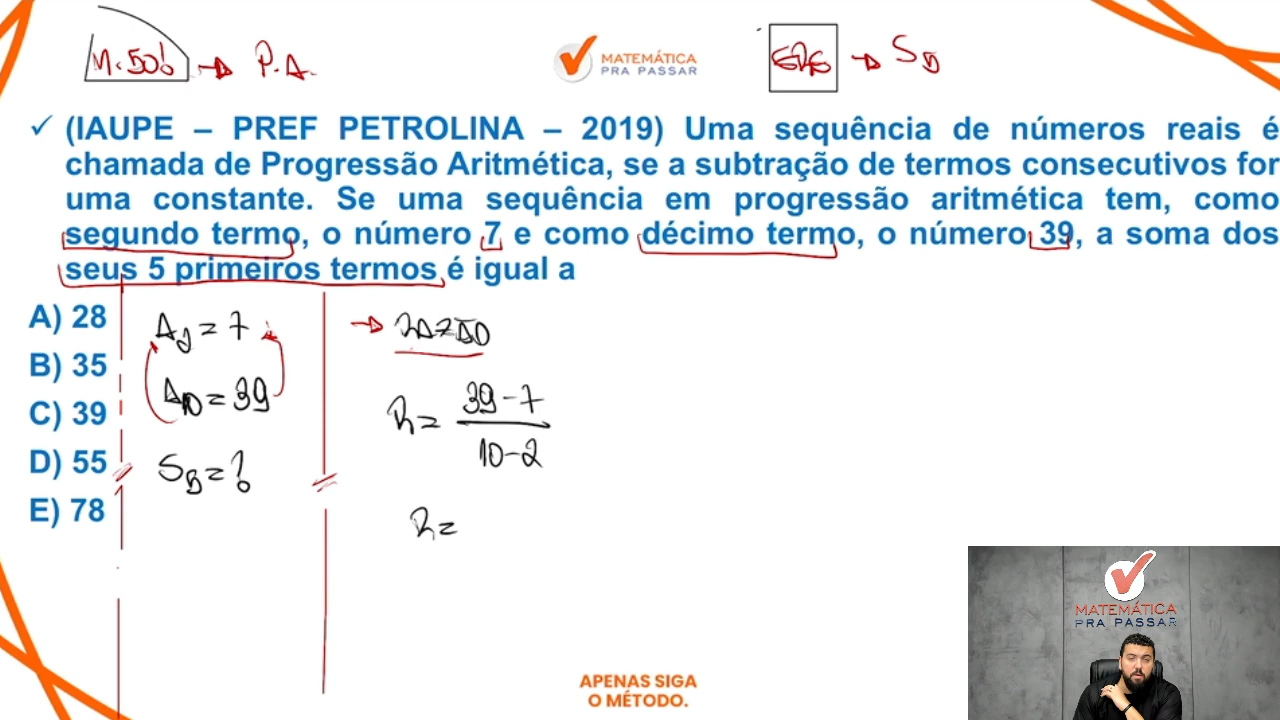 M.50%
P.A.
MATEMÁTICA
PRA PASSAR
✓ (IAUPE – PREF PETROLINA – 2019) Uma sequência de números reais é
chamada de Progressão Aritmética, se a subtração de termos consecutivos for
uma constante. Se uma sequência em progressão aritmética tem, como
segundo termo, o número 7 e como décimo termo, o número 39, a soma dos
seus 5 primeiros termos é igual a
A) 28
B) 35
C) 39
D) 55
E) 78
A2 = 7
A10 = 39
S5 = ?
RAZÃO
R = 39-7
10-2
R =
MATEMÁTICA
PRA PASSAR
APENAS SIGA
O MÉTODO.